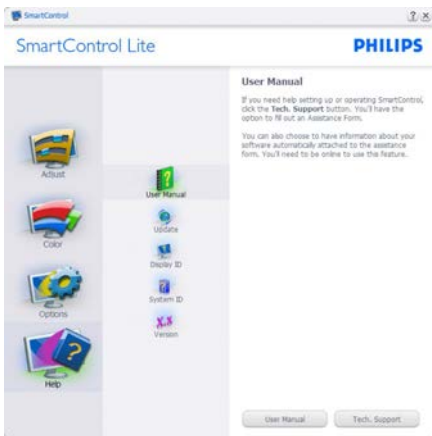 SmartControl
SmartControl Lite
PHILIPS
Adjust
Color
Options
Help
User Manual
Update
Display ID
System ID
X.X
Version
User Manual
If you need help setting up or operating SmartControl,
click the Tech. Support button. You'll have the
option to fill out an Assistance Form.
You can also choose to have information about your
software automatically attached to the assistance
form. You'll need to be online to use this feature.
User Manual
Tech. Support